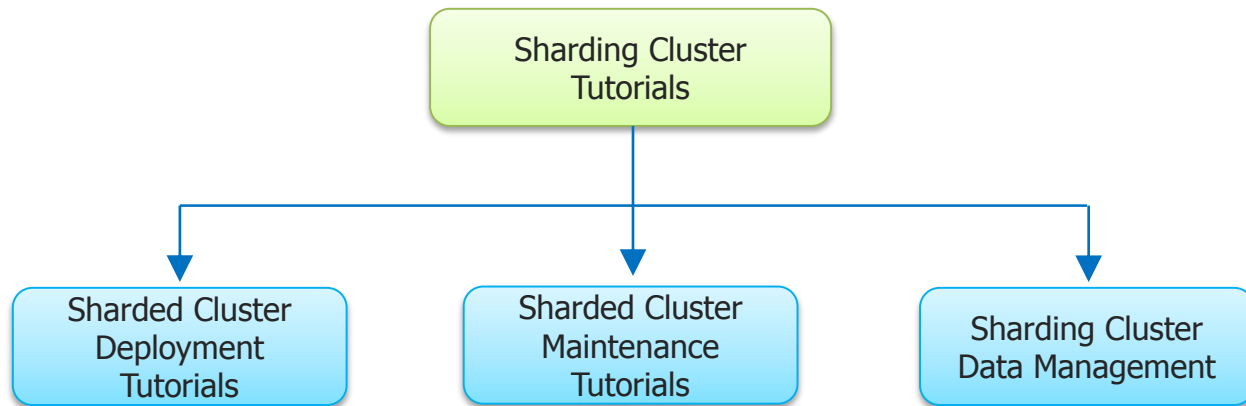 Sharding Cluster
Tutorials
Sharded Cluster
Deployment
Tutorials
Sharded Cluster
Maintenance
Tutorials
Sharding Cluster
Data Management